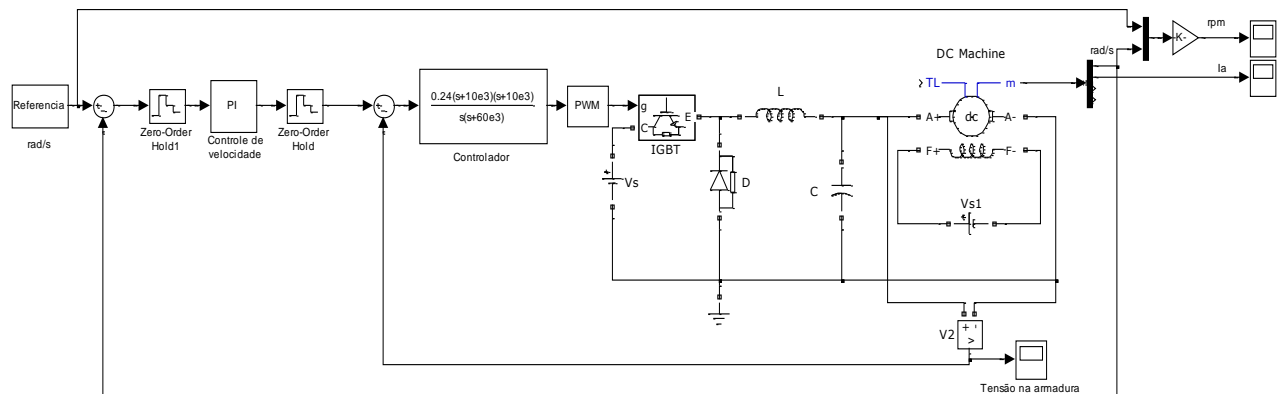 rpm
rad/s
K-
Ia
DC Machine
TL
m
Referencia
rad/s
Zero-Order
Hold1
PI
Controle de
velocidade
Zero-Order
Hold
0.24(s+10e3)(s+10e3)
s(s+60e3)
Controlador
PWM
g
C
E
IGBT
Vs
D
L
C
A+
dc
A-
F+
F-
Vs1
V2
+
-
>
Tensão na armadura